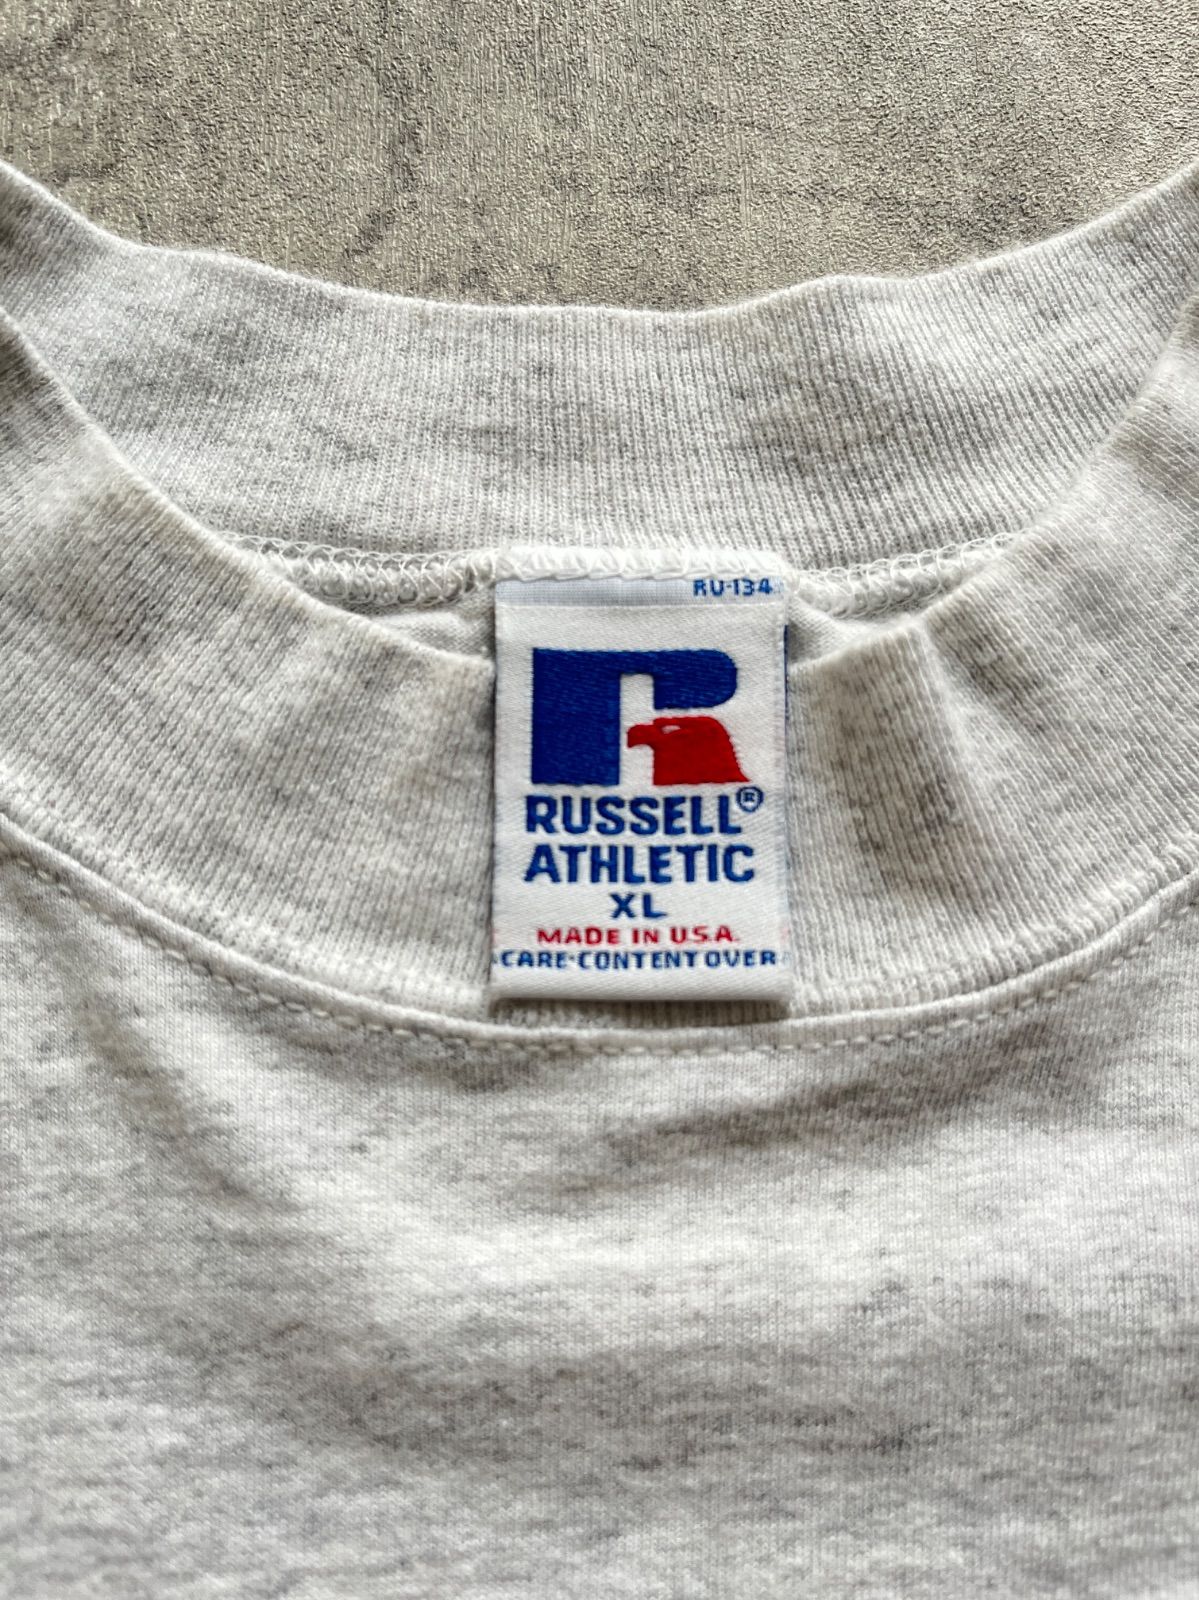 RU-134
RUSSELL®
ATHLETIC
XL
MADE IN U.S.A.
CARE·CONTENT OVER